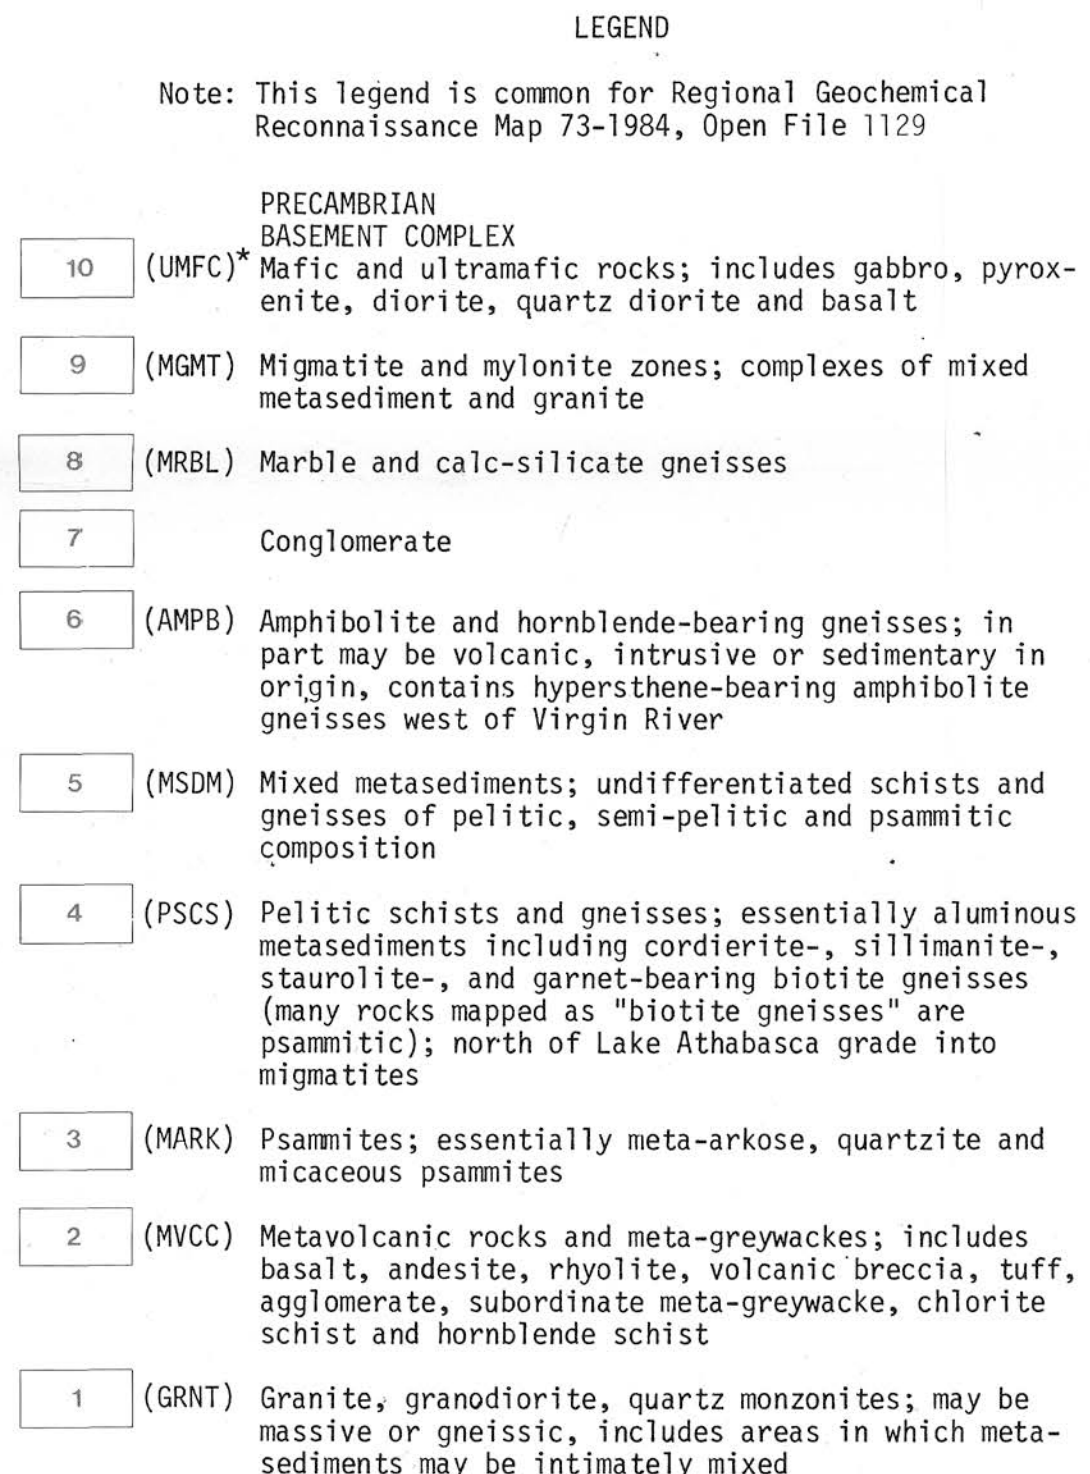 LEGEND
Note: This legend is common for Regional Geochemical
Reconnaissance Map 73-1984, Open File 1129
PRECAMBRIAN
BASEMENT COMPLEX
10 (UMFC)* Mafic and ultramafic rocks; includes gabbro, pyrox-
enite, diorite, quartz diorite and basalt
9 (MGMT) Migmatite and mylonite zones; complexes of mixed
metasediment and granite
8 (MRBL) Marble and calc-silicate gneisses
7 Conglomerate
6 (AMPB) Amphibolite and hornblende-bearing gneisses; in
part may be volcanic, intrusive or sedimentary in
origin, contains hypersthene-bearing amphibolite
gneisses west of Virgin River
5 (MSDM) Mixed metasediments; undifferentiated schists and
gneisses of pelitic, semi-pelitic and psammitic
composition
4 (PSCS) Pelitic schists and gneisses; essentially aluminous
metasediments including cordierite-, sillimanite-,
staurolite-, and garnet-bearing biotite gneisses
(many rocks mapped as "biotite gneisses" are
psammitic); north of Lake Athabasca grade into
migmatites
3 (MARK) Psammites; essentially meta-arkose, quartzite and
micaceous psammites
2 (MVCC) Metavolcanic rocks and meta-greywackes; includes
basalt, andesite, rhyolite, volcanic breccia, tuff,
agglomerate, subordinate meta-greywacke, chlorite
schist and hornblende schist
1 (GRNT) Granite, granodiorite, quartz monzonites; may be
massive or gneissic, includes areas in which meta-
sediments may be intimately mixed